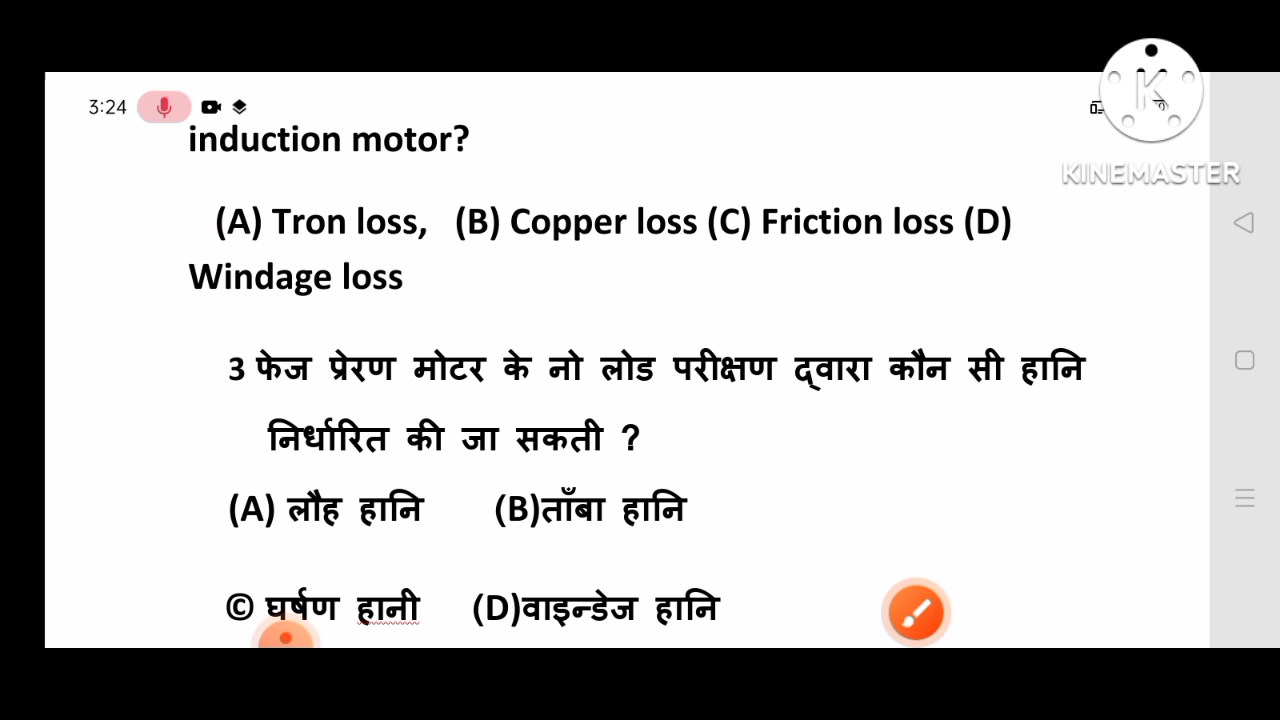 3:24
KINEMASTER
induction motor?
(A) Tron loss, (B) Copper loss (C) Friction loss (D)
Windage loss
3 फेज प्रेरण मोटर के नो लोड परीक्षण द्वारा कौन सी हानि
निर्धारित की जा सकती ?
(A) लौह हानि (B)ताँबा हानि
© घर्षण हानी (D)वाइन्डेज हानि